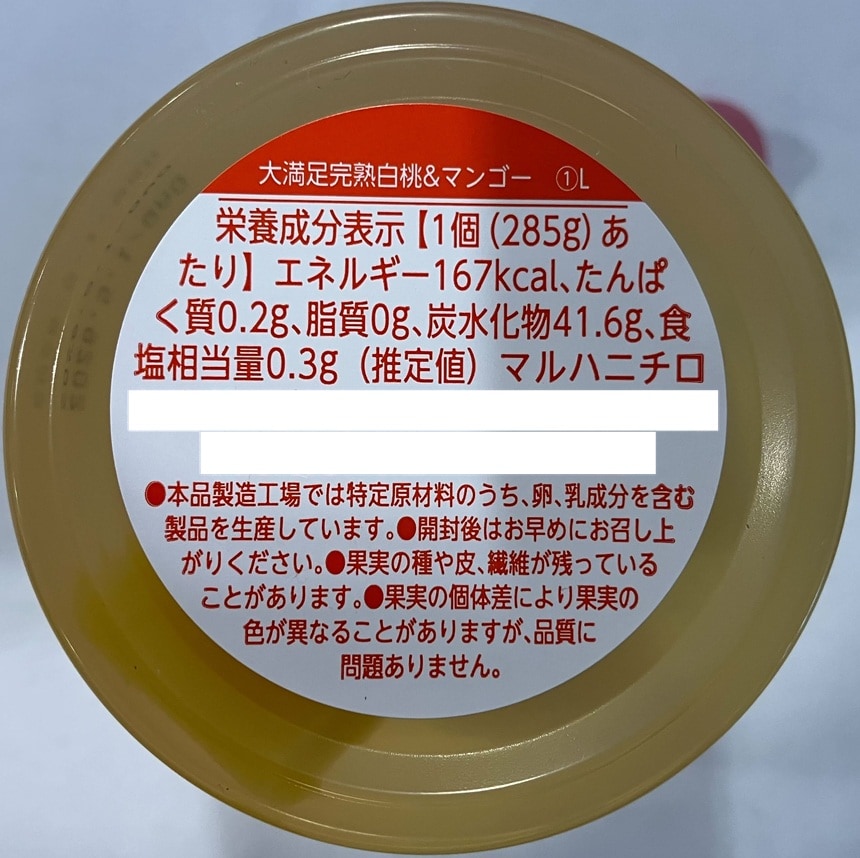 大満足完熟白桃&マンゴー ①L
栄養成分表示【1個(285g)あ
たり】エネルギー167kcal、たんぱ
く質0.2g、脂質0g、炭水化物41.6g、食
塩相当量0.3g（推定値）マルハニチロ
●本品製造工場では特定原材料のうち、卵、乳成分を含む
製品を生産しています。●開封後はお早めにお召し上
がりください。●果実の種や皮、繊維が残っている
ことがあります。●果実の個体差により果実の
色が異なることがありますが、品質に
問題ありません。